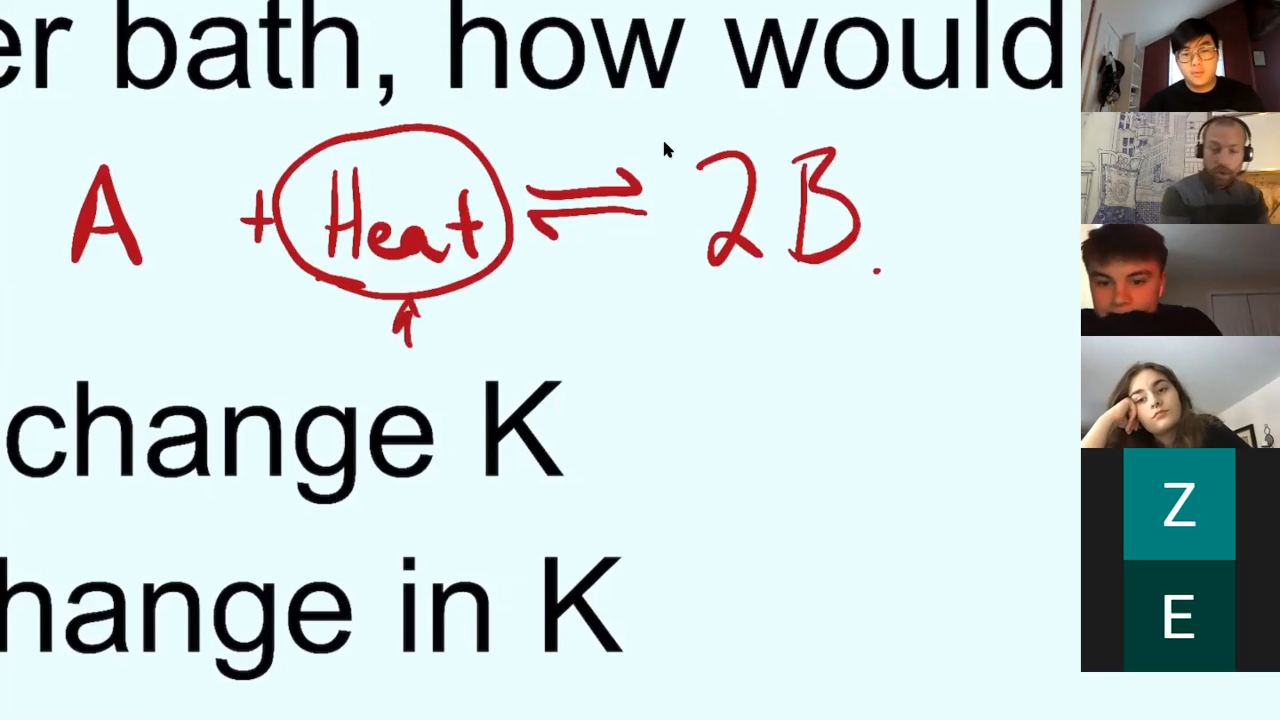 er bath, how would
A + Heat ⇌ 2B.
change K
hange in K
Z
E